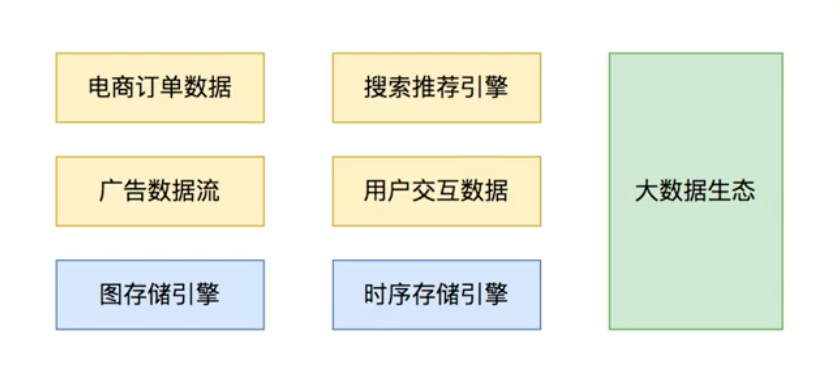 电商订单数据
搜索推荐引擎
广告数据流
用户交互数据
大数据生态
图存储引擎
时序存储引擎